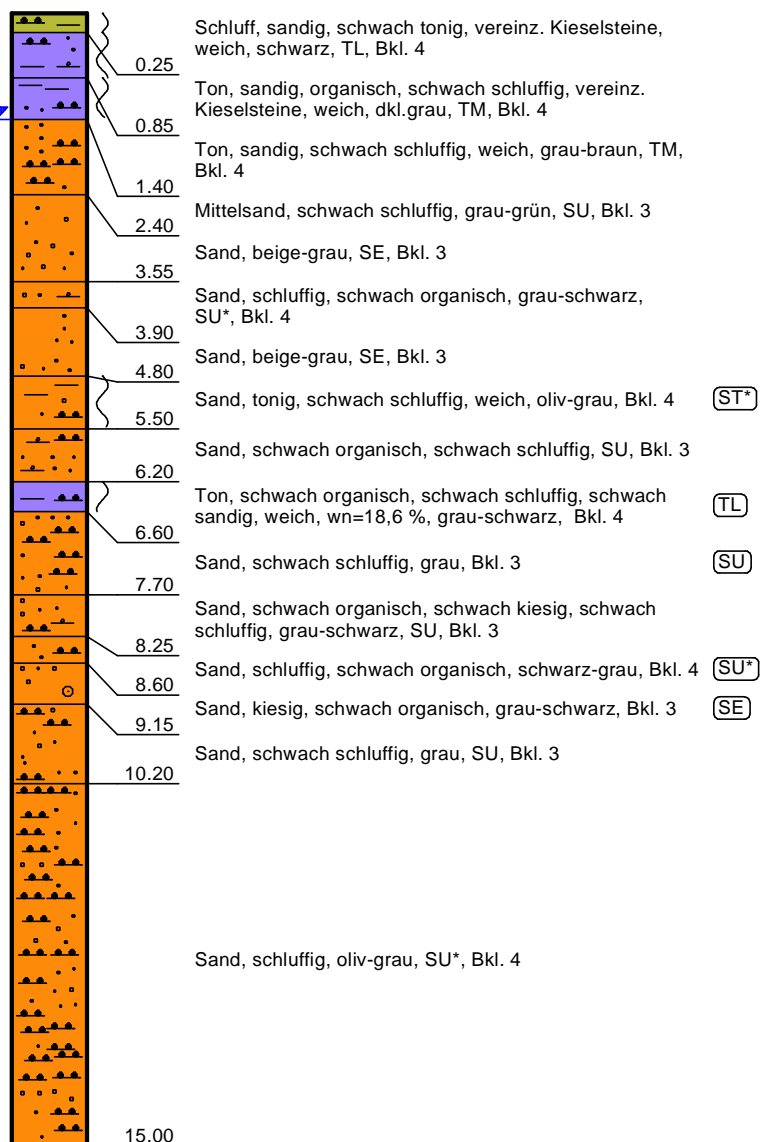 Schluff, sandig, schwach tonig, vereinz. Kieselsteine,
weich, schwarz, TL, Bkl. 4
0.25
Ton, sandig, organisch, schwach schluffig, vereinz.
Kieselsteine, weich, dkl.grau, TM, Bkl. 4
0.85
Ton, sandig, schwach schluffig, weich, grau-braun, TM,
Bkl. 4
1.40
Mittelsand, schwach schluffig, grau-grün, SU, Bkl. 3
2.40
Sand, beige-grau, SE, Bkl. 3
3.55
Sand, schluffig, schwach organisch, grau-schwarz,
SU*, Bkl. 4
3.90
Sand, beige-grau, SE, Bkl. 3
4.80
Sand, tonig, schwach schluffig, weich, oliv-grau, Bkl. 4 ST*
5.50
Sand, schwach organisch, schwach schluffig, SU, Bkl. 3
6.20
Ton, schwach organisch, schwach schluffig, schwach
sandig, weich, wn=18,6 %, grau-schwarz, Bkl. 4 TL
6.60
Sand, schwach schluffig, grau, Bkl. 3 SU
7.70
Sand, schwach organisch, schwach kiesig, schwach
schluffig, grau-schwarz, SU, Bkl. 3
8.25
Sand, schluffig, schwach organisch, schwarz-grau, Bkl. 4 SU*
8.60
Sand, kiesig, schwach organisch, grau-schwarz, Bkl. 3 SE
9.15
Sand, schwach schluffig, grau, SU, Bkl. 3
10.20
Sand, schluffig, oliv-grau, SU*, Bkl. 4
15.00